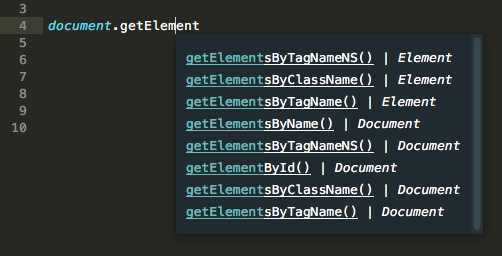 3
4 document.getElement
5
6 getElementsByTagNameNS() | Element
7 getElementsByClassName() | Element
8 getElementsByTagName() | Element
9 getElementsByName() | Document
10 getElementsByTagNameNS() | Document
getElementById() | Document
getElementsByClassName() | Document
getElementsByTagName() | Document